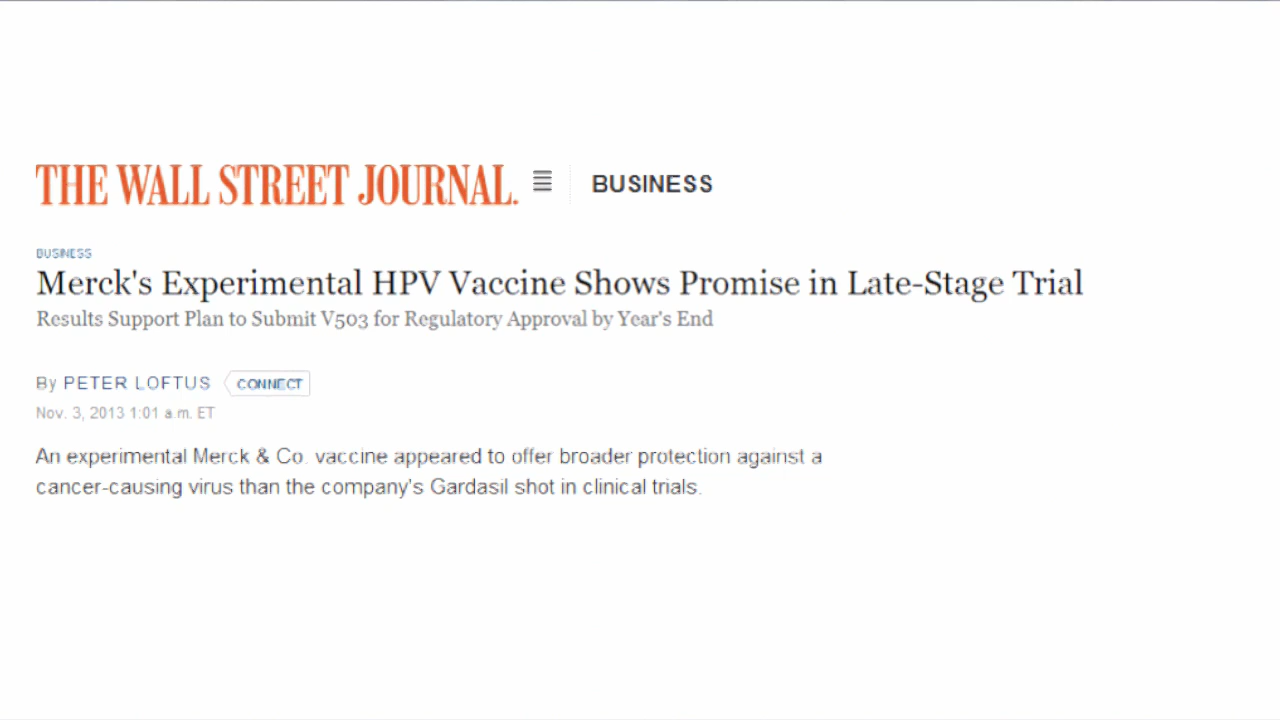 THE WALL STREET JOURNAL. BUSINESS
BUSINESS
Merck's Experimental HPV Vaccine Shows Promise in Late-Stage Trial
Results Support Plan to Submit V503 for Regulatory Approval by Year's End
By PETER LOFTUS CONNECT
Nov. 3, 2013 1:01 a.m. ET
An experimental Merck & Co. vaccine appeared to offer broader protection against a
cancer-causing virus than the company's Gardasil shot in clinical trials.